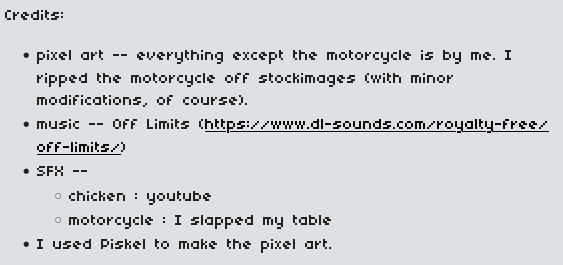 Credits:
• pixel art -- everything except the motorcycle is by me. I
ripped the motorcycle off stockimages (with minor
modifications, of course).
• music -- Off Limits (https://www.dl-sounds.com/royalty-free/
off-limits/)
• SFX --
◦ chicken : youtube
◦ motorcycle : I slapped my table
• I used Piskel to make the pixel art.